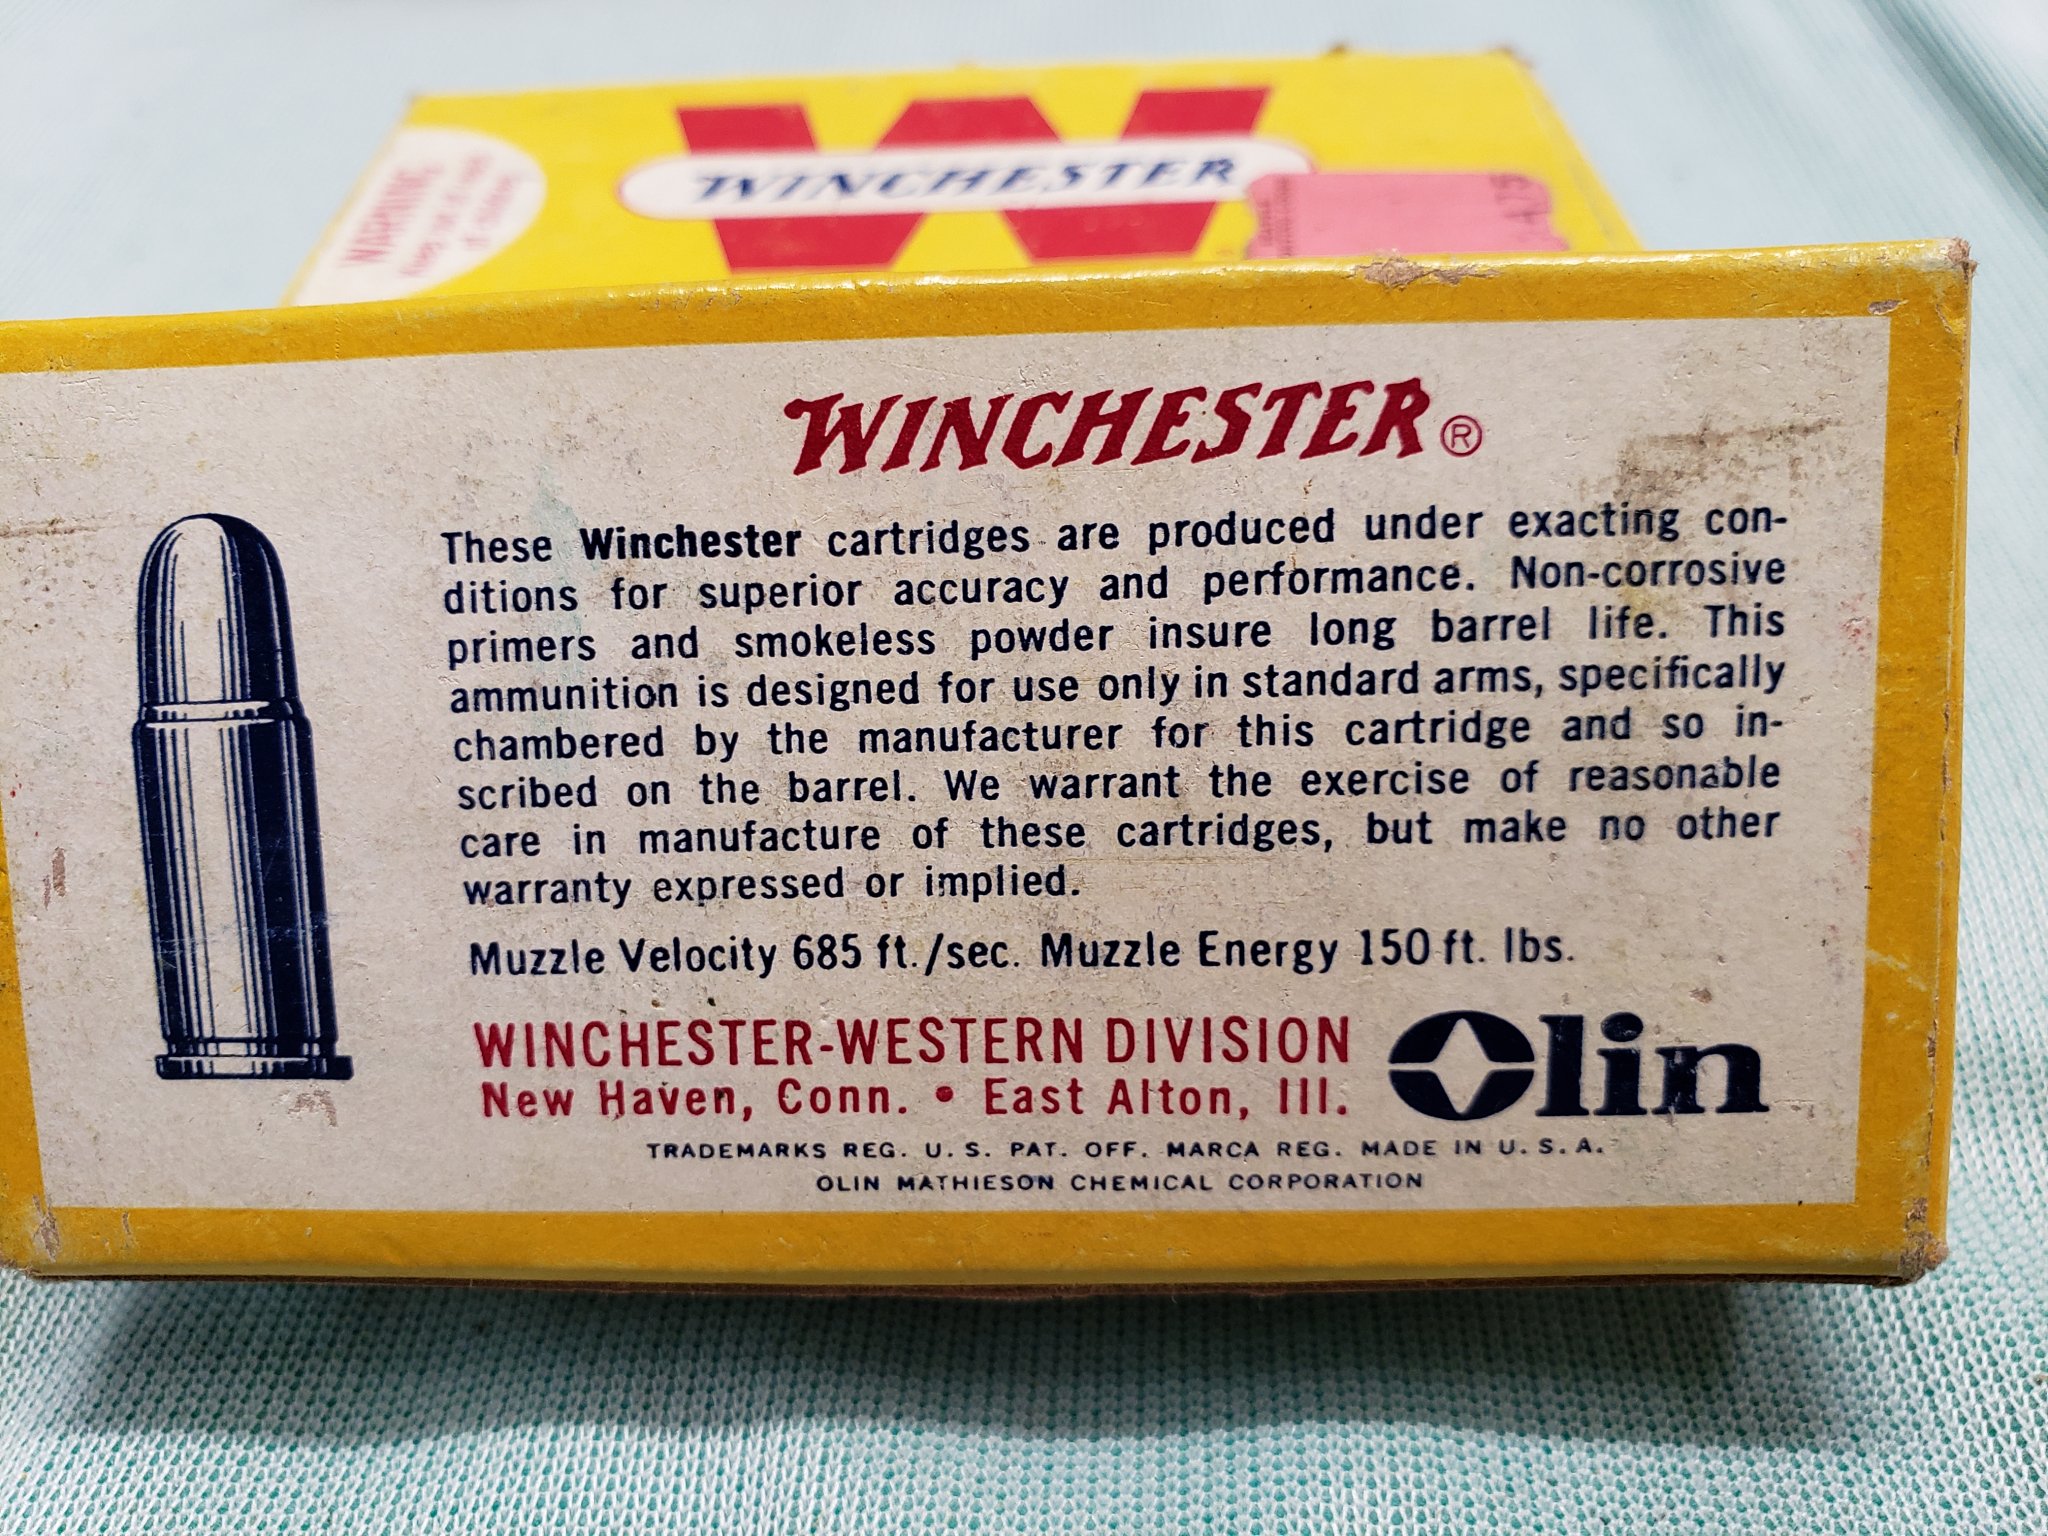 WINCHESTER
WARNING
WINCHESTER®
These Winchester cartridges are produced under exacting con-
ditions for superior accuracy and performance. Non-corrosive
primers and smokeless powder insure long barrel life. This
ammunition is designed for use only in standard arms, specifically
chambered by the manufacturer for this cartridge and so in-
scribed on the barrel. We warrant the exercise of reasonable
care in manufacture of these cartridges, but make no other
warranty expressed or implied.
Muzzle Velocity 685 ft./sec. Muzzle Energy 150 ft. lbs.
WINCHESTER-WESTERN DIVISION
New Haven, Conn. • East Alton, Ill.
Olin
TRADEMARKS REG. U. S. PAT. OFF. MARCA REG. MADE IN U. S. A.
OLIN MATHIESON CHEMICAL CORPORATION